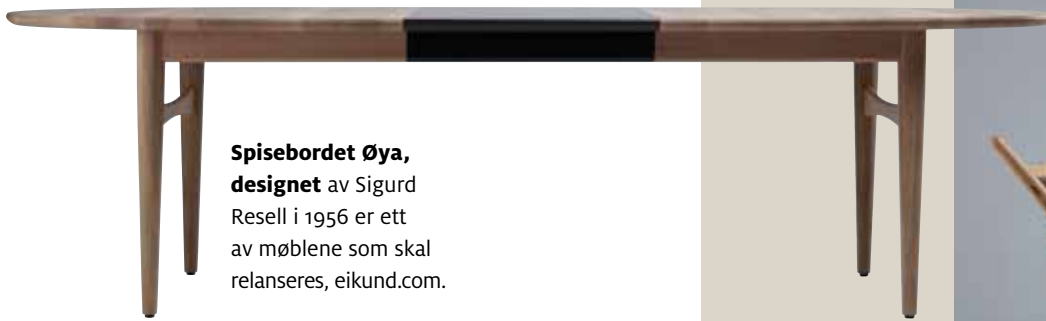 Spisebordet Øya,
designet av Sigurd
Resell i 1956 er ett
av møblene som skal
relanseres, eikund.com.